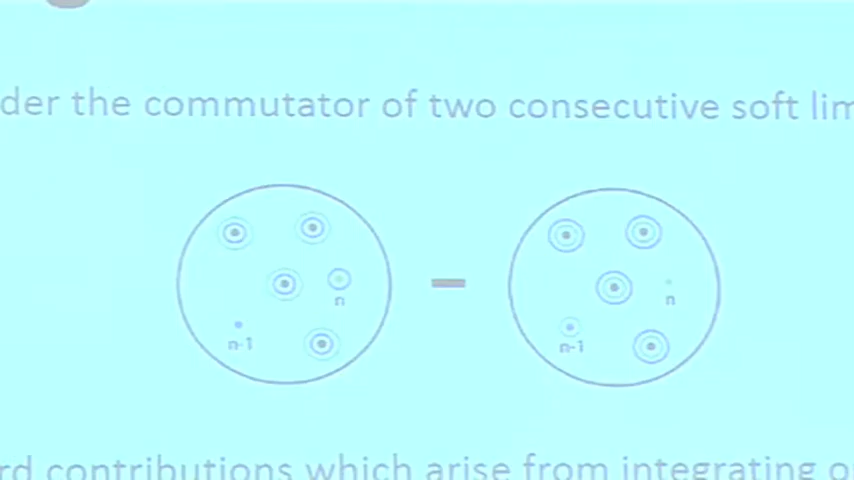 der the commutator of two consecutive soft lim
n
n-1
−
n
n-1
rd contributions which arise from integrating o